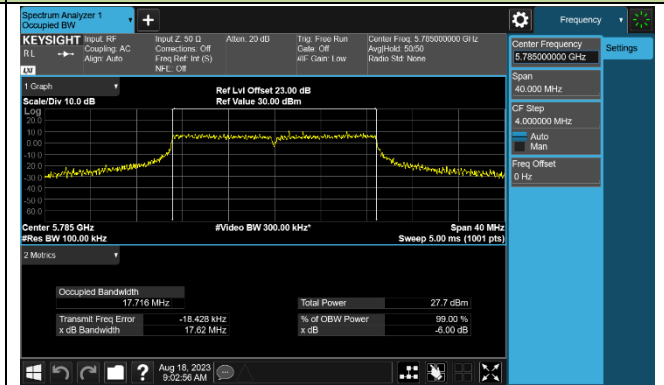 Spectrum Analyzer 1
Occupied BW
+
Frequency
KEYSIGHT
RL
LXI
Input: RF
Coupling: AC
Align: Auto
Input Z: 50 Ω
Corrections: Off
Freq Ref: Int (S)
NFE: Off
Atten: 20 dB
Trig: Free Run
Gate: Off
#IF Gain: Low
Center Freq: 5.785000000 GHz
Avg|Hold: 50/50
Radio Std: None
Center Frequency
5.785000000 GHz
Settings
Span
40.000 MHz
CF Step
4.000000 MHz
Auto
Man
Freq Offset
0 Hz
1 Graph
Scale/Div 10.0 dB
Ref Lvl Offset 23.00 dB
Ref Value 30.00 dBm
Log
20.0
10.0
0.00
-10.0
-20.0
-30.0
-40.0
-50.0
-60.0
Center 5.785 GHz
#Video BW 300.00 kHz*
Span 40 MHz
#Res BW 100.00 kHz
Sweep 5.00 ms (1001 pts)
2 Metrics
Occupied Bandwidth
17.716 MHz
Total Power 27.7 dBm
Transmit Freq Error -18.428 kHz
% of OBW Power 99.00 %
x dB Bandwidth 17.62 MHz
x dB -6.00 dB
?
Aug 18, 2023
9:02:56 AM